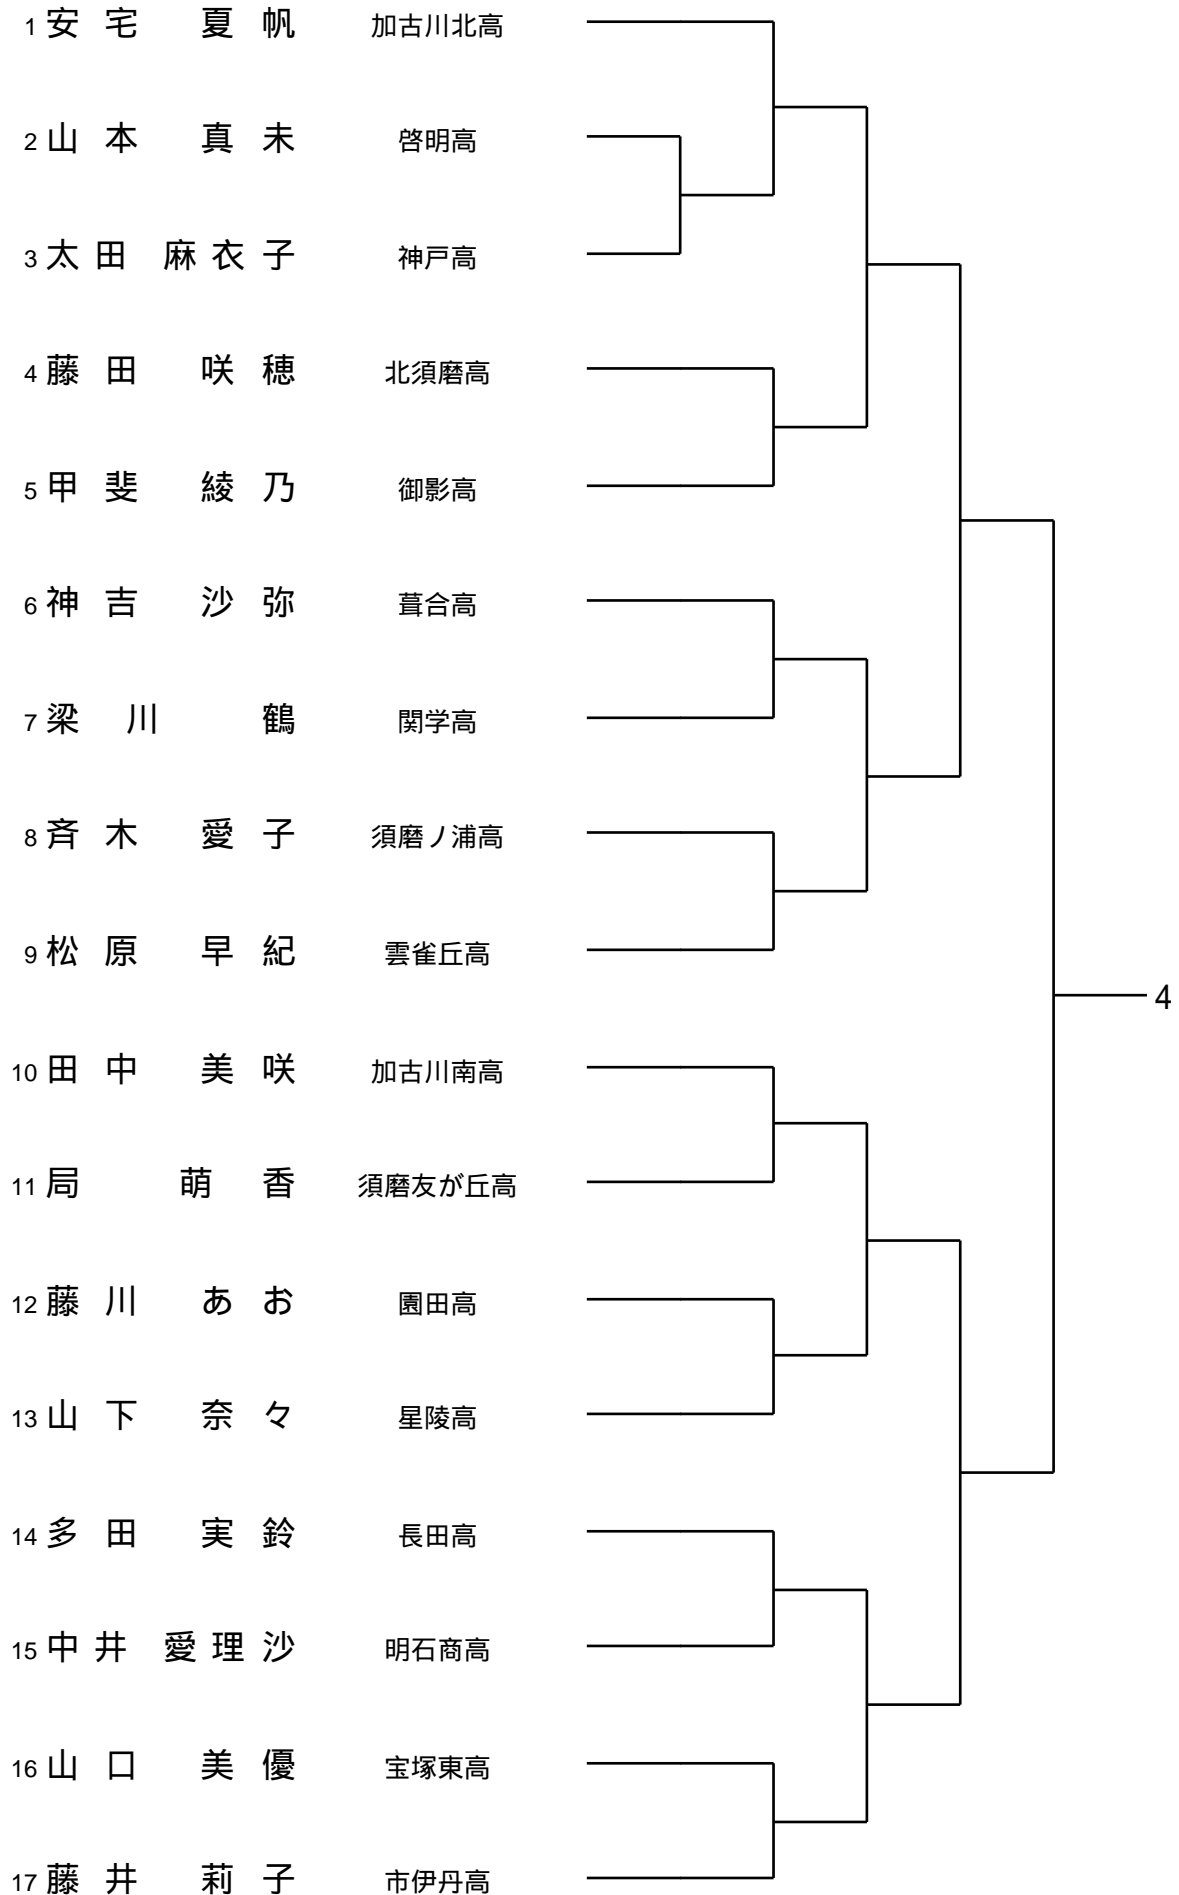 1 安宅 夏帆 加古川北高
2 山本 真未 啓明高
3 太田 麻衣子 神戸高
4 藤田 咲穂 北須磨高
5 甲斐 綾乃 御影高
6 神吉 沙弥 葺合高
7 梁川 鶴 関学高
8 斉木 愛子 須磨ノ浦高
9 松原 早紀 雲雀丘高
4
10 田中 美咲 加古川南高
11 局 萌香 須磨友が丘高
12 藤川 あお 園田高
13 山下 奈々 星陵高
14 多田 実鈴 長田高
15 中井 愛理沙 明石商高
16 山口 美優 宝塚東高
17 藤井 莉子 市伊丹高